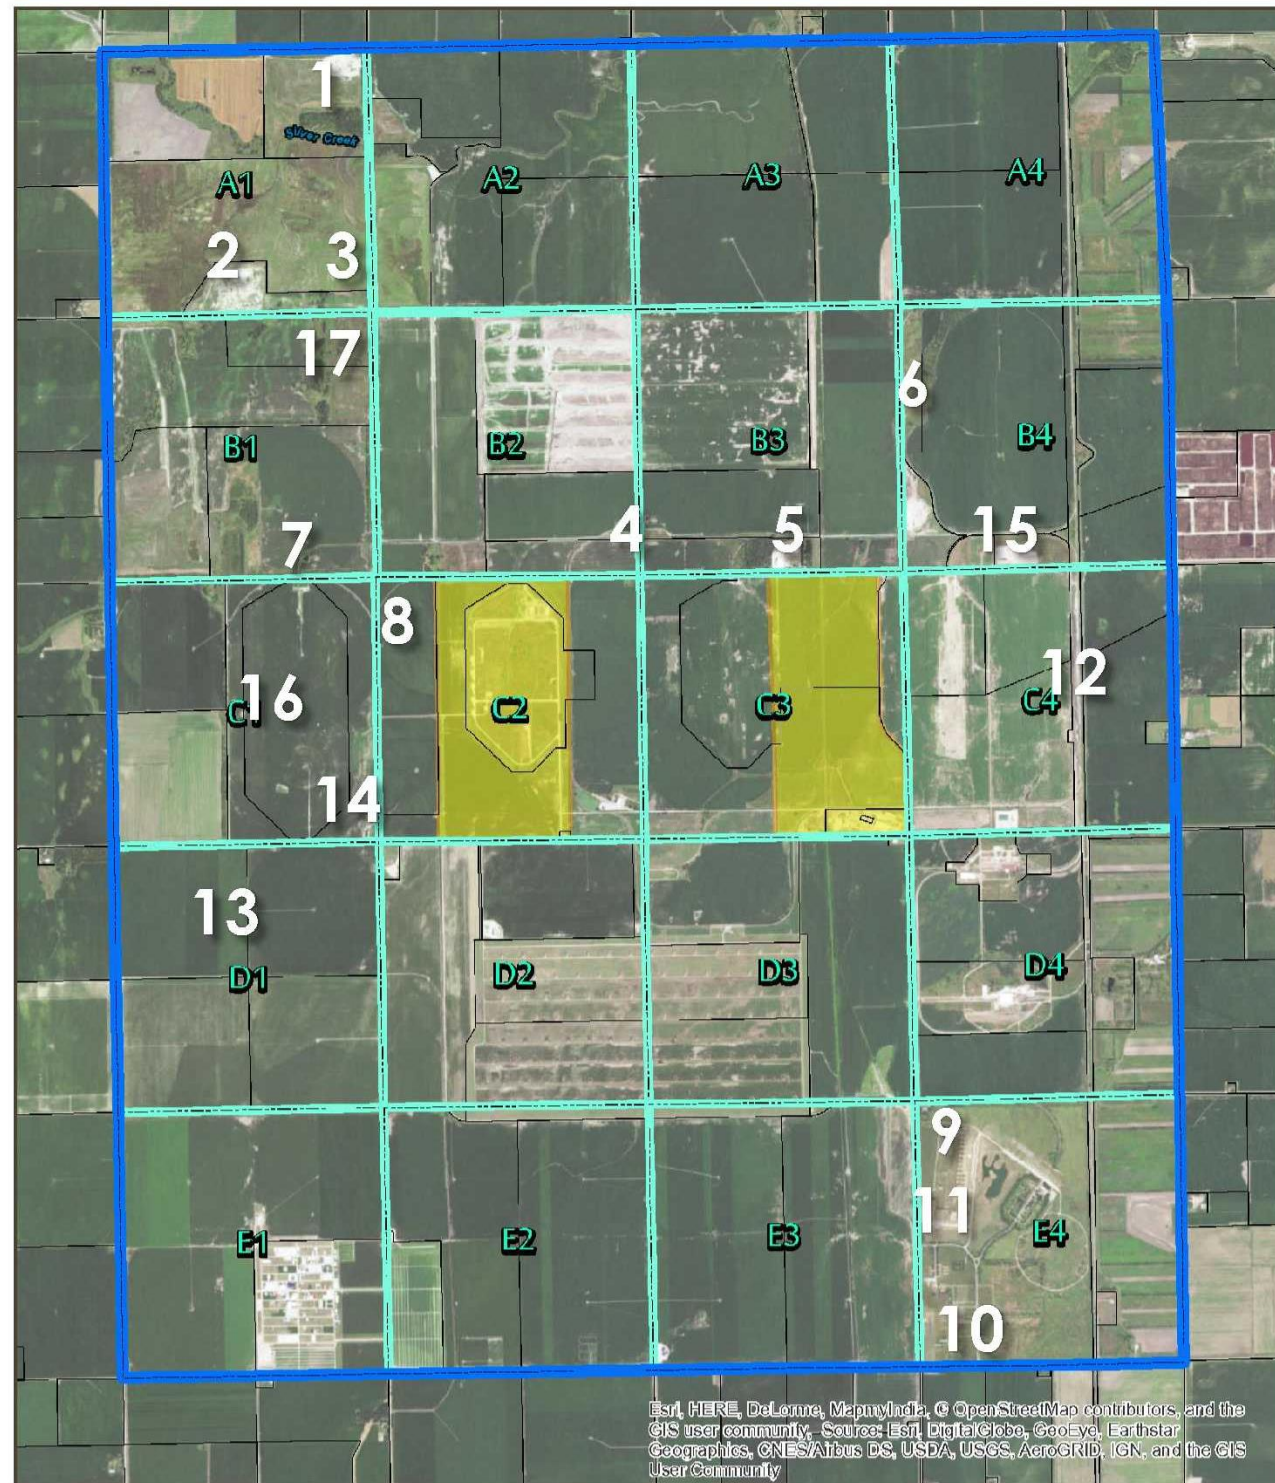 1
Silver Creek
A1
A2
A3
A4
2
3
17
6
B1
B2
B3
B4
7
4
5
15
8
12
16
C1
C2
C3
C4
14
13
D1
D2
D3
D4
9
11
E1
E2
E3
E4
10
Esri, HERE, DeLorme, MapmyIndia, © OpenStreetMap contributors, and the
GIS user community, Source: Esri, DigitalGlobe, GeoEye, Earthstar
Geographics, CNES/Airbus DS, USDA, USGS, AeroGRID, IGN, and the GIS
User Community